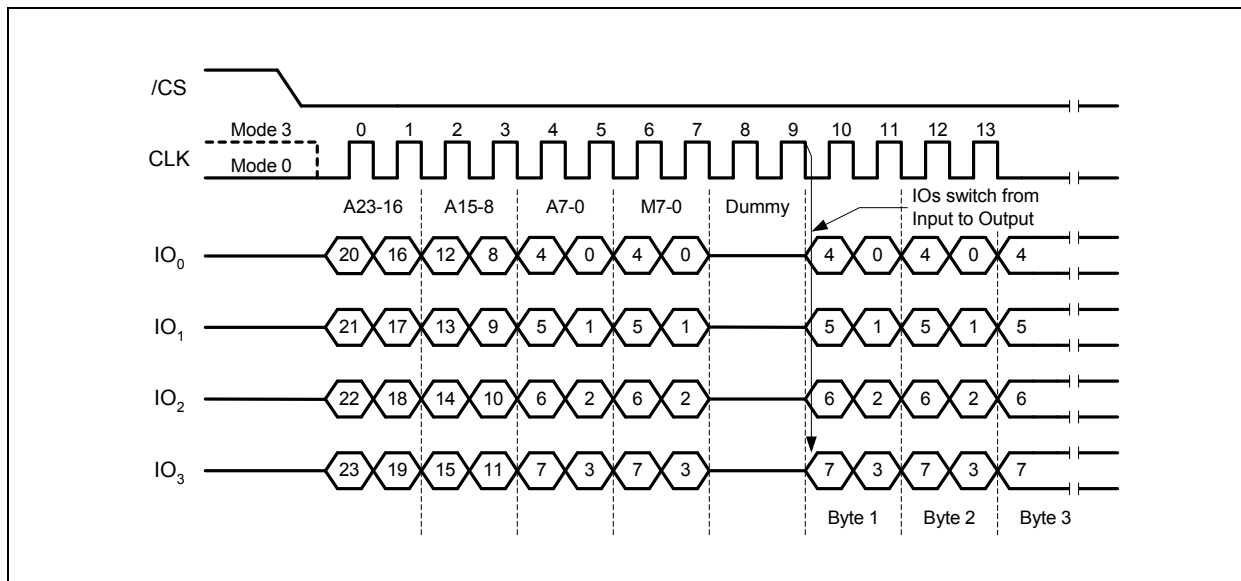 /CS
Mode 3 0 1 2 3 4 5 6 7 8 9 10 11 12 13
CLK
Mode 0
A23-16 A15-8 A7-0 M7-0 Dummy
IOs switch from
Input to Output
IO0 20 16 12 8 4 0 4 0 4 0 4 0 4
IO1 21 17 13 9 5 1 5 1 5 1 5 1 5
IO2 22 18 14 10 6 2 6 2 6 2 6 2 6
IO3 23 19 15 11 7 3 7 3 7 3 7 3 7
Byte 1 Byte 2 Byte 3